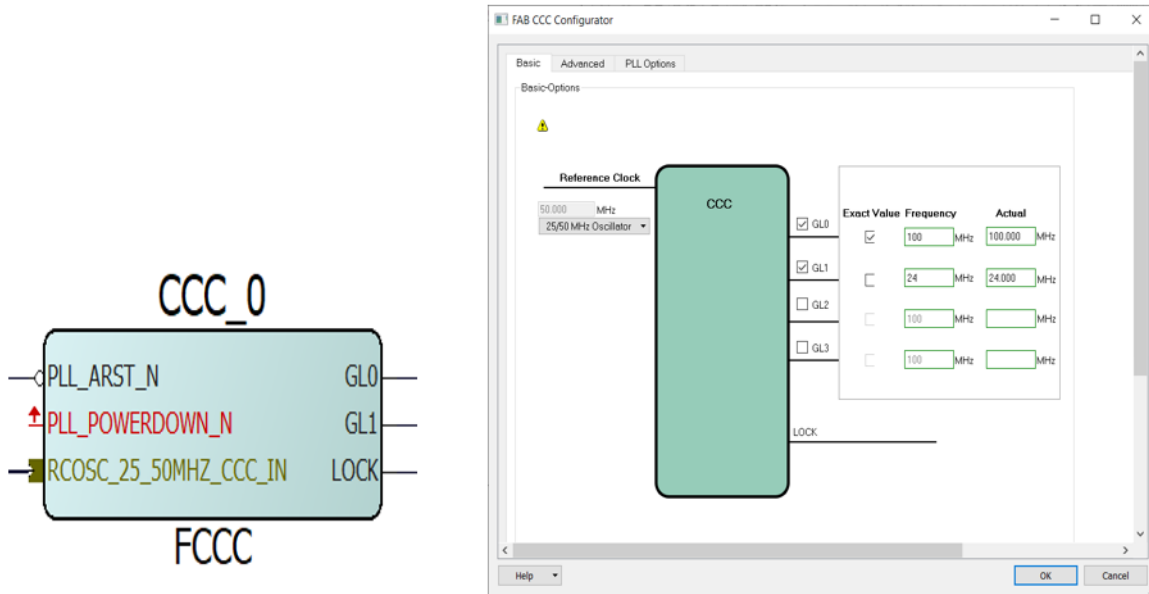 CCC_0
PLL_ARST_N GL0
PLL_POWERDOWN_N GL1
RCOSC_25_50MHZ_CCC_IN LOCK
FCCC
FAB CCC Configurator
Basic Advanced PLL Options
Basic-Options
Reference Clock
50.000 MHz
25/50 MHz Oscillator
CCC
Exact Value Frequency Actual
GL0 100 MHz 100.000 MHz
GL1 24 MHz 24.000 MHz
GL2 100 MHz MHz
GL3 100 MHz MHz
LOCK
Help OK Cancel